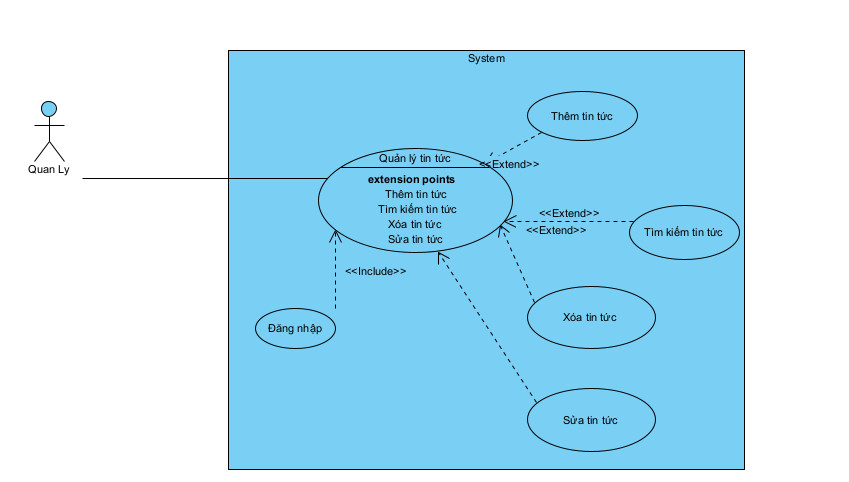 System
Thêm tin tức
Quan Ly
Quản lý tin tức
<<Extend>>
extension points
Thêm tin tức
Tìm kiếm tin tức
Xóa tin tức
Sửa tin tức
<<Extend>>
<<Extend>>
Tìm kiếm tin tức
<<Include>>
Đăng nhập
Xóa tin tức
Sửa tin tức